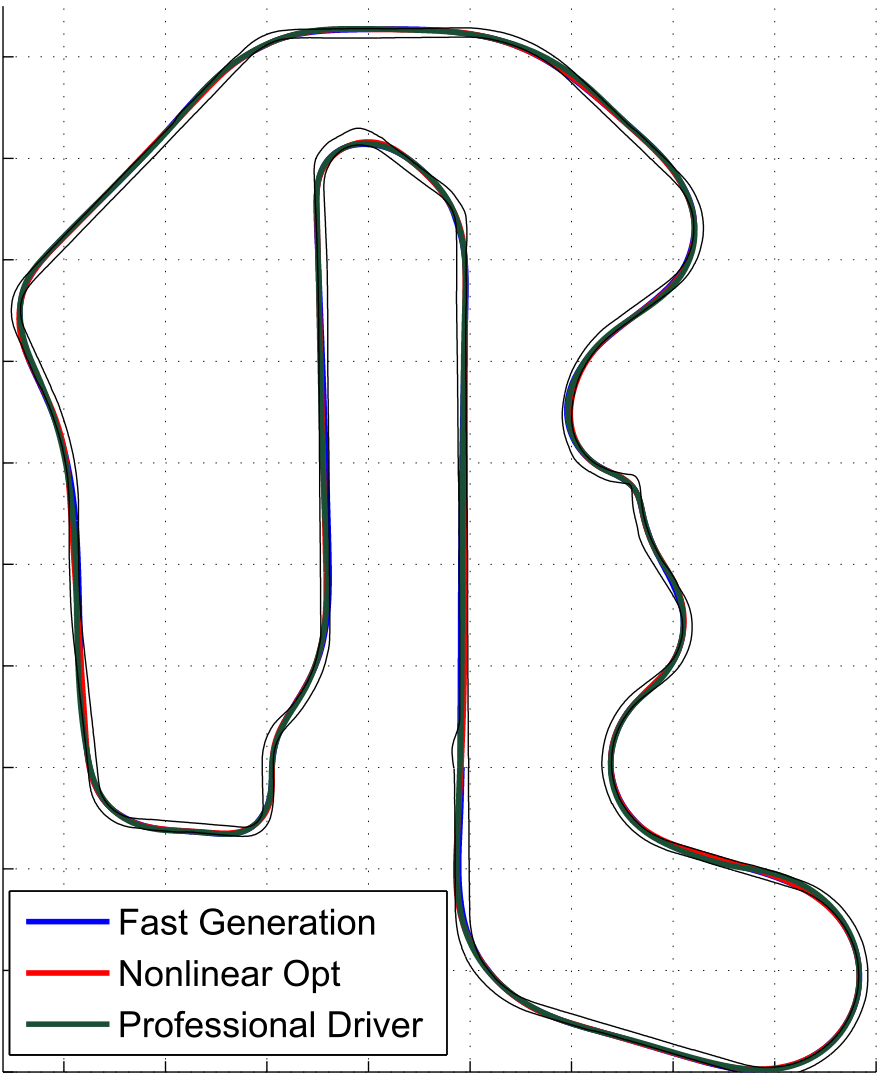 Fast Generation
Nonlinear Opt
Professional Driver